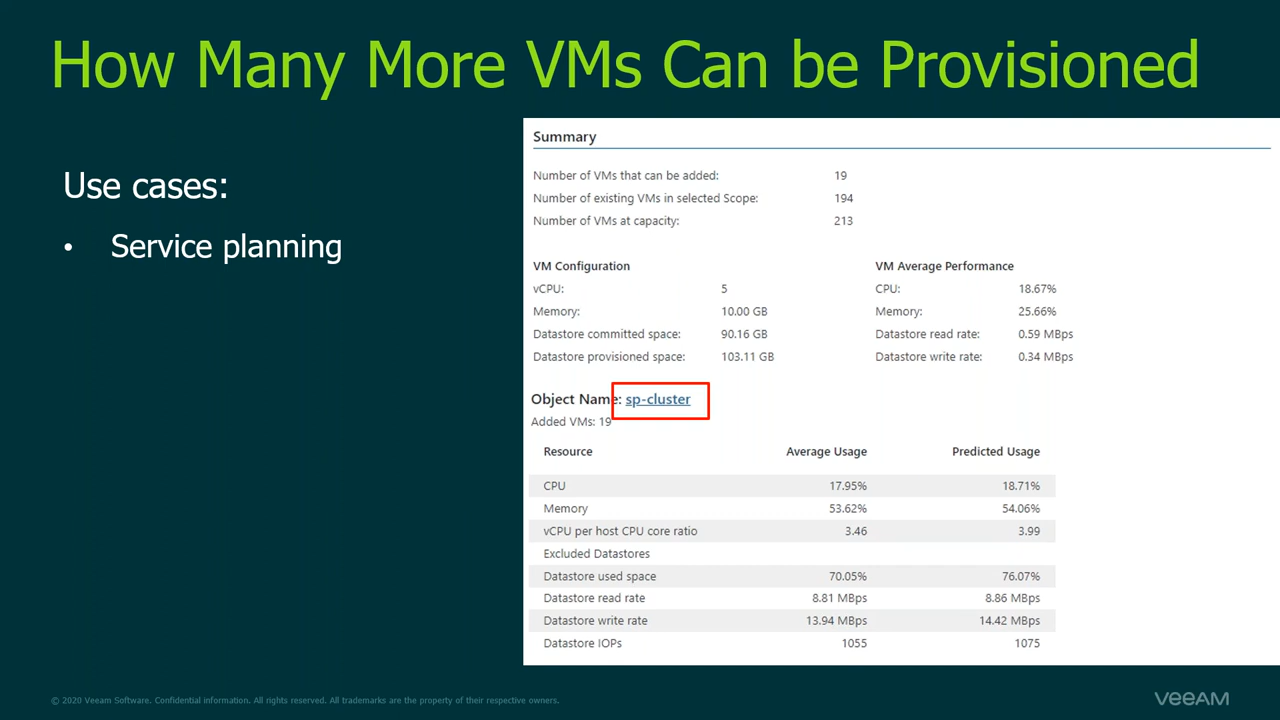 How Many More VMs Can be Provisioned
Use cases:
• Service planning
Summary
Number of VMs that can be added: 19
Number of existing VMs in selected Scope: 194
Number of VMs at capacity: 213
VM Configuration
vCPU: 5
Memory: 10.00 GB
Datastore committed space: 90.16 GB
Datastore provisioned space: 103.11 GB
VM Average Performance
CPU: 18.67%
Memory: 25.66%
Datastore read rate: 0.59 MBps
Datastore write rate: 0.34 MBps
Object Name: sp-cluster
Added VMs: 19
Resource Average Usage Predicted Usage
CPU 17.95% 18.71%
Memory 53.62% 54.06%
vCPU per host CPU core ratio 3.46 3.99
Excluded Datastores
Datastore used space 70.05% 76.07%
Datastore read rate 8.81 MBps 8.86 MBps
Datastore write rate 13.94 MBps 14.42 MBps
Datastore IOPs 1055 1075
© 2020 Veeam Software. Confidential information. All rights reserved. All trademarks are the property of their respective owners.
veeAM